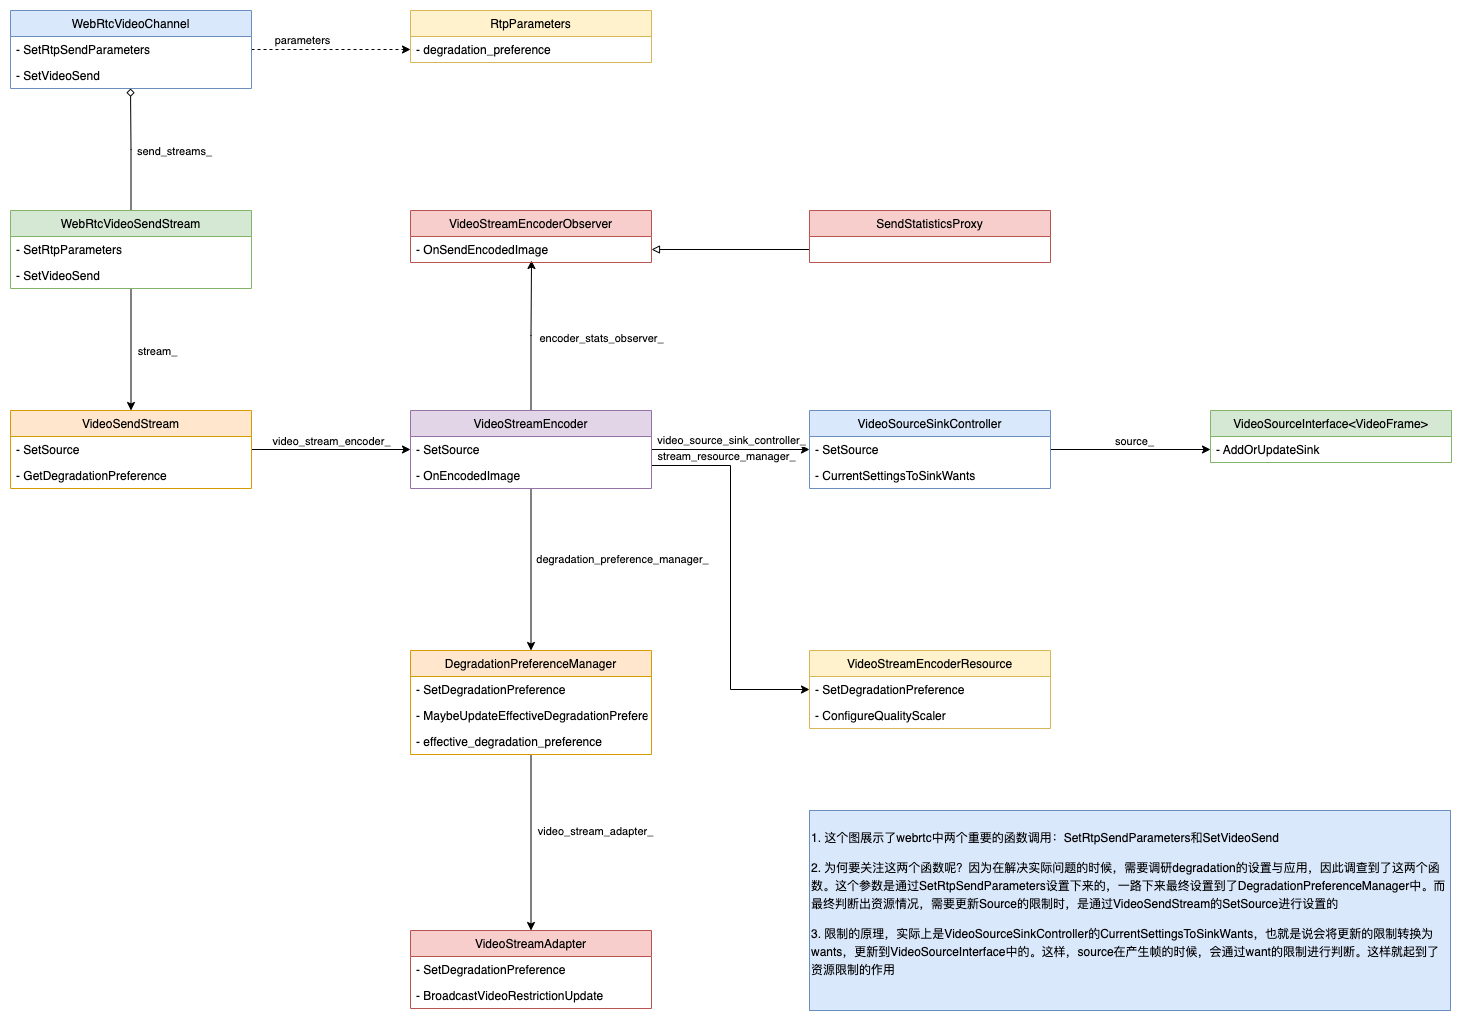 WebRtcVideoChannel
- SetRtpSendParameters
- SetVideoSend
parameters
RtpParameters
- degradation_preference
send_streams_
WebRtcVideoSendStream
- SetRtpParameters
- SetVideoSend
VideoStreamEncoderObserver
- OnSendEncodedImage
SendStatisticsProxy
stream_
encoder_stats_observer_
VideoSendStream
- SetSource
- GetDegradationPreference
video_stream_encoder_
VideoStreamEncoder
- SetSource
- OnEncodedImage
video_source_sink_controller_
stream_resource_manager_
VideoSourceSinkController
- SetSource
- CurrentSettingsToSinkWants
source_
VideoSourceInterface<VideoFrame>
- AddOrUpdateSink
degradation_preference_manager_
DegradationPreferenceManager
- SetDegradationPreference
- MaybeUpdateEffectiveDegradationPrefere
- effective_degradation_preference
VideoStreamEncoderResource
- SetDegradationPreference
- ConfigureQualityScaler
video_stream_adapter_
VideoStreamAdapter
- SetDegradationPreference
- BroadcastVideoRestrictionUpdate
1. 这个图展示了webrtc中两个重要的函数调用：SetRtpSendParameters和SetVideoSend
2. 为何要关注这两个函数呢？因为在解决实际问题的时候，需要调研degradation的设置与应用，因此调查到了这两个函
数。这个参数是通过SetRtpSendParameters设置下来的，一路下来最终设置到了DegradationPreferenceManager中。而
最终判断出资源情况，需要更新Source的限制时，是通过VideoSendStream的SetSource进行设置的
3. 限制的原理，实际上是VideoSourceSinkController的CurrentSettingsToSinkWants，也就是说会将更新的限制转换为
wants，更新到VideoSourceInterface中的。这样，source在产生帧的时候，会通过want的限制进行判断。这样就起到了
资源限制的作用